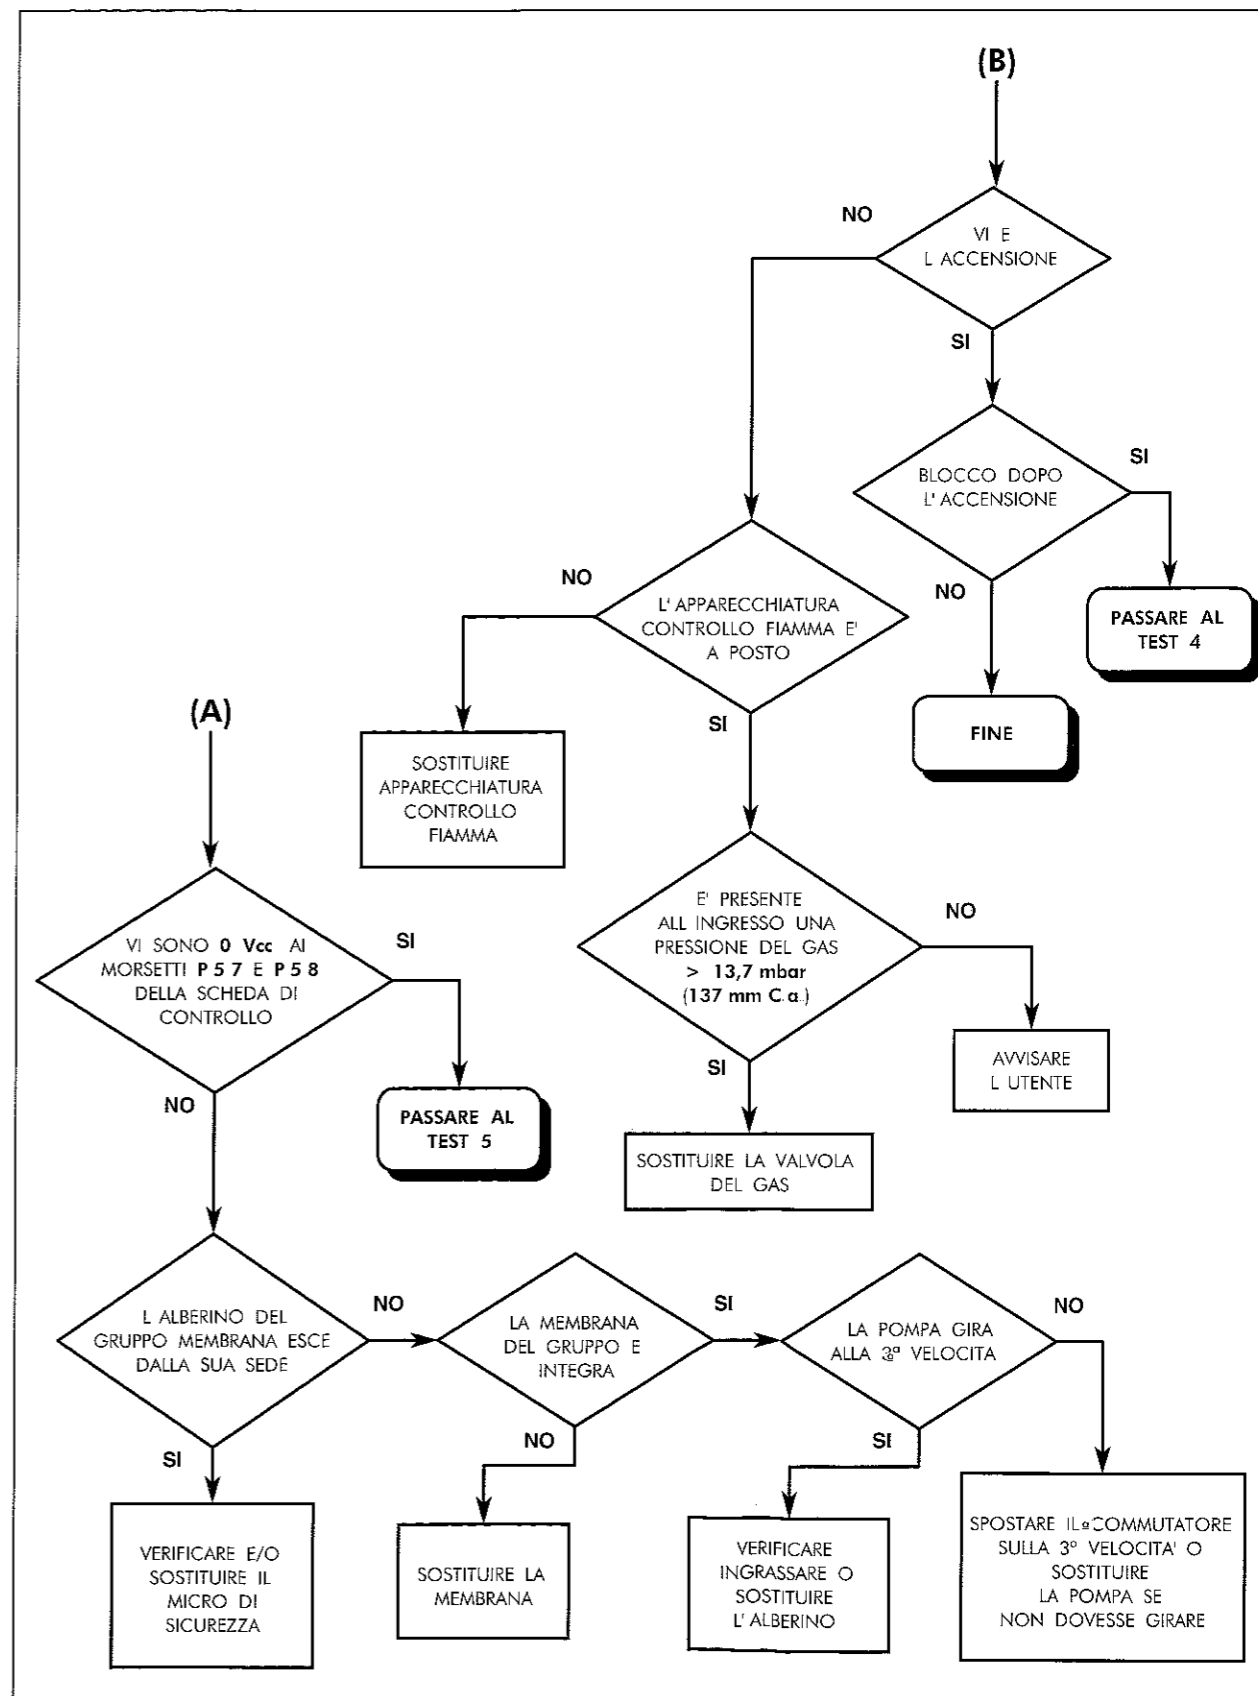 (B)
NO
VI E
L ACCENSIONE
SI
BLOCCO DOPO
L'ACCENSIONE
SI
NO
PASSARE AL
TEST 4
FINE
NO
L'APPARECCHIATURA
CONTROLLO FIAMMA E'
A POSTO
SI
SOSTITUIRE
APPARECCHIATURA
CONTROLLO
FIAMMA
E' PRESENTE
ALL INGRESSO UNA
PRESSIONE DEL GAS
> 13,7 mbar
(137 mm C.a.)
NO
SI
AVVISARE
L UTENTE
SOSTITUIRE LA VALVOLA
DEL GAS
(A)
VI SONO 0 Vcc AI
MORSETTI P57 E P58
DELLA SCHEDA DI
CONTROLLO
SI
NO
PASSARE AL
TEST 5
L ALBERINO DEL
GRUPPO MEMBRANA ESCE
DALLA SUA SEDE
NO
SI
LA MEMBRANA
DEL GRUPPO E
INTEGRA
SI
NO
LA POMPA GIRA
ALLA 3ª VELOCITA
NO
SI
VERIFICARE E/O
SOSTITUIRE IL
MICRO DI
SICUREZZA
SOSTITUIRE LA
MEMBRANA
VERIFICARE
INGRASSARE O
SOSTITUIRE
L'ALBERINO
SPOSTARE IL COMMUTATORE
SULLA 3º VELOCITA' O
SOSTITUIRE
LA POMPA SE
NON DOVESSE GIRARE